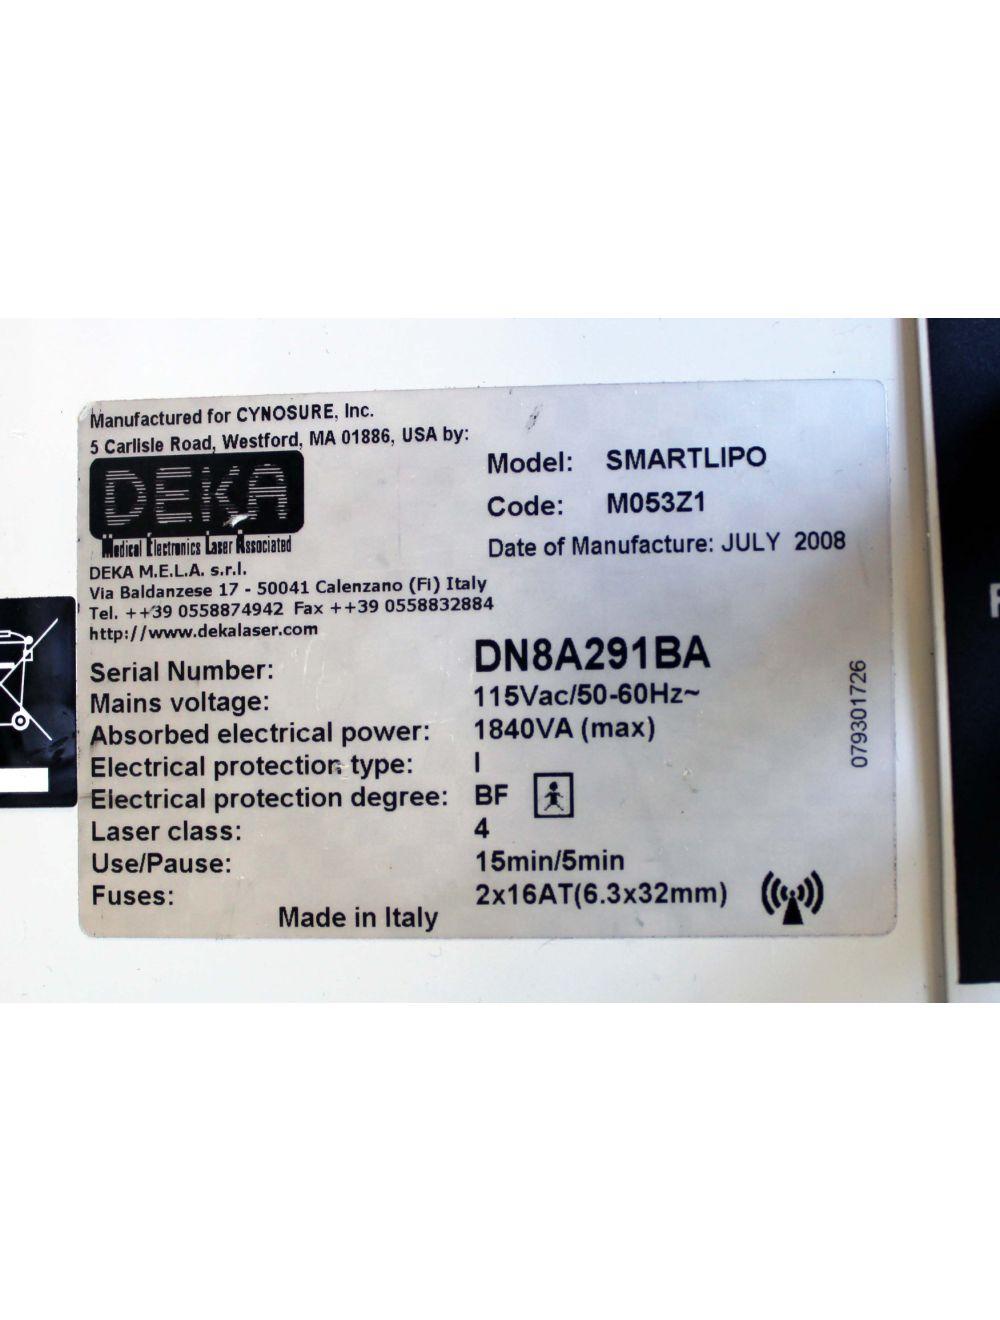 Manufactured for CYNOSURE, Inc.
5 Carlisle Road, Westford, MA 01886, USA by:
DEKA
Medical Electronics Laser Associated
DEKA M.E.L.A. s.r.l.
Via Baldanzese 17 - 50041 Calenzano (Fi) Italy
Tel. ++39 0558874942 Fax ++39 0558832884
http://www.dekalaser.com
Model: SMARTLIPO
Code: M053Z1
Date of Manufacture: JULY 2008
Serial Number: DN8A291BA
Mains voltage: 115Vac/50-60Hz~
Absorbed electrical power: 1840VA (max)
Electrical protection type: I
Electrical protection degree: BF
Laser class: 4
Use/Pause: 15min/5min
Fuses: 2x16AT(6.3x32mm)
Made in Italy
079301726